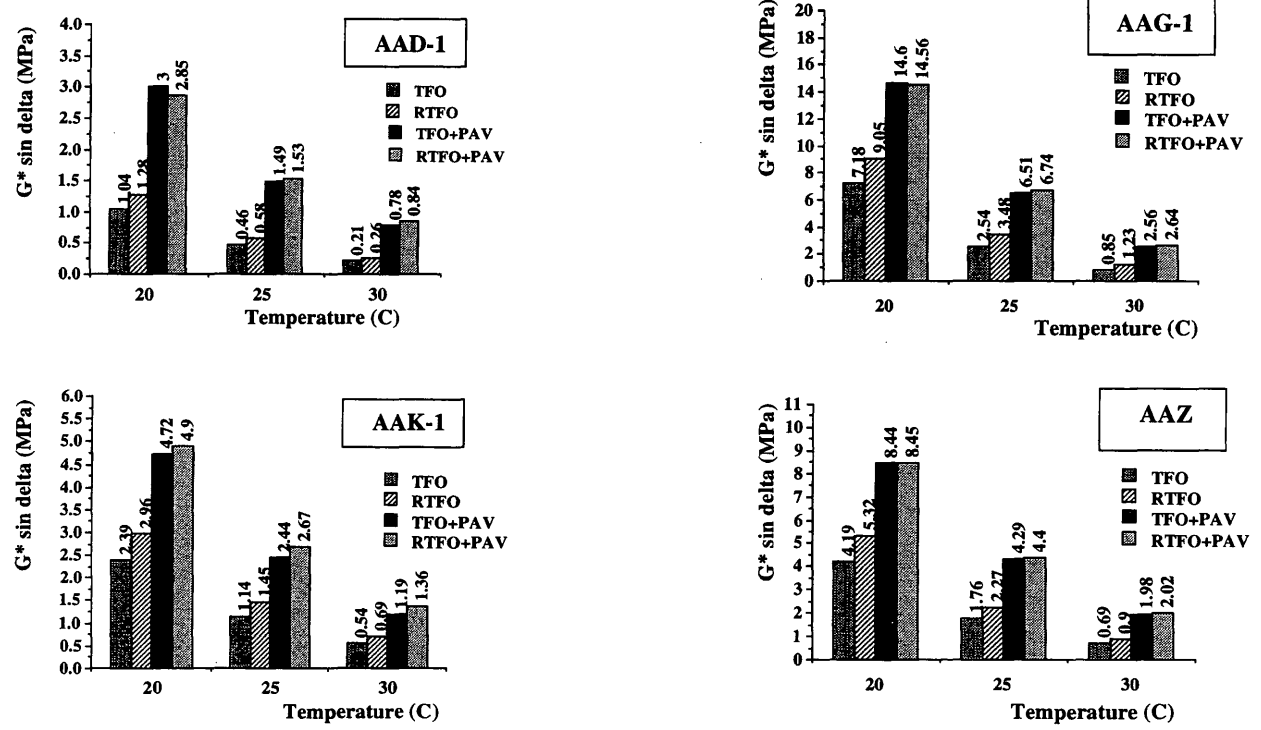 AAD-1
G* sin delta (MPa)
4.0
3.5
3.0
2.5
2.0
1.5
1.0
0.5
0.0
TFO
RTFO
TFO+PAV
RTFO+PAV
1.04 1.28 3 2.85
0.46 0.58 1.49 1.53
0.21 0.26 0.78 0.84
20 25 30
Temperature (C)
AAG-1
G* sin delta (MPa)
20
18
16
14
12
10
8
6
4
2
0
TFO
RTFO
TFO+PAV
RTFO+PAV
7.18 9.05 14.6 14.56
2.54 3.48 6.51 6.74
0.85 1.23 2.56 2.64
20 25 30
Temperature (C)
AAK-1
G* sin delta (MPa)
6.0
5.5
5.0
4.5
4.0
3.5
3.0
2.5
2.0
1.5
1.0
0.5
0.0
TFO
RTFO
TFO+PAV
RTFO+PAV
2.39 2.96 4.72 4.9
1.14 1.45 2.44 2.67
0.54 0.69 1.19 1.36
20 25 30
Temperature (C)
AAZ
G* sin delta (MPa)
11
10
9
8
7
6
5
4
3
2
1
0
TFO
RTFO
TFO+PAV
RTFO+PAV
4.19 5.32 8.44 8.45
1.76 2.27 4.29 4.4
0.69 0.9 1.98 2.02
20 25 30
Temperature (C)